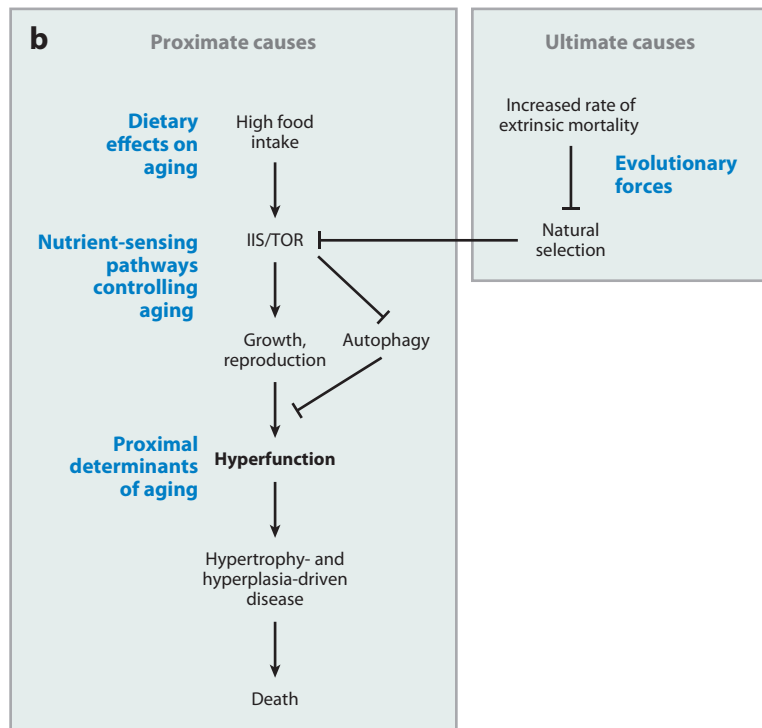 b
Proximate causes
Dietary
effects on
aging
High food
intake
Nutrient-sensing
pathways
controlling
aging
IIS/TOR
Growth,
reproduction
Autophagy
Proximal
determinants
of aging
Hyperfunction
Hypertrophy- and
hyperplasia-driven
disease
Death
Ultimate causes
Increased rate of
extrinsic mortality
Evolutionary
forces
Natural
selection